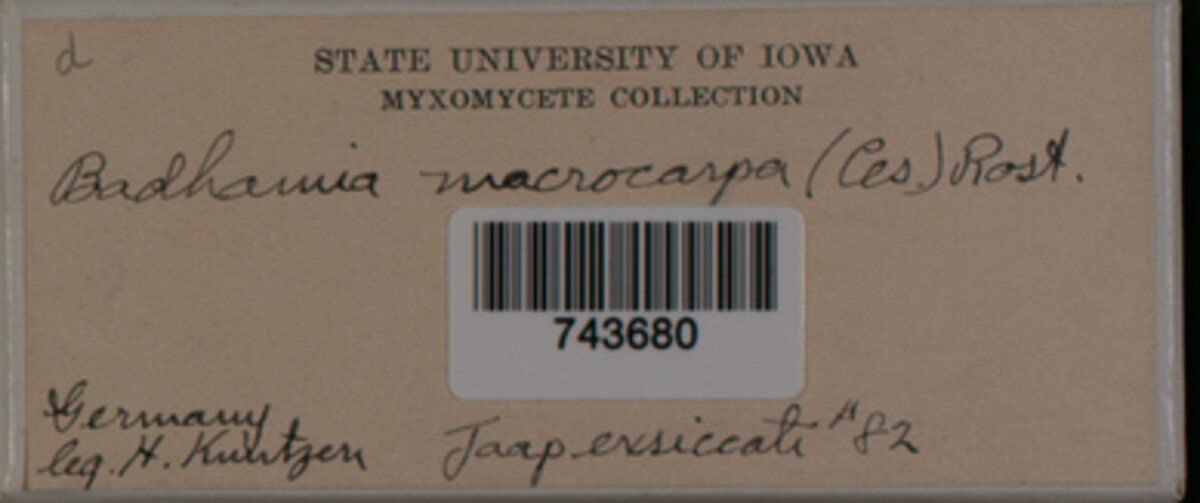 d
STATE UNIVERSITY OF IOWA
MYXOMYCETE COLLECTION
Badhamia macrocarpa (Ces.) Rost.
743680
Germany
leg. H. Kuntzen
Jaap exsiccati #82